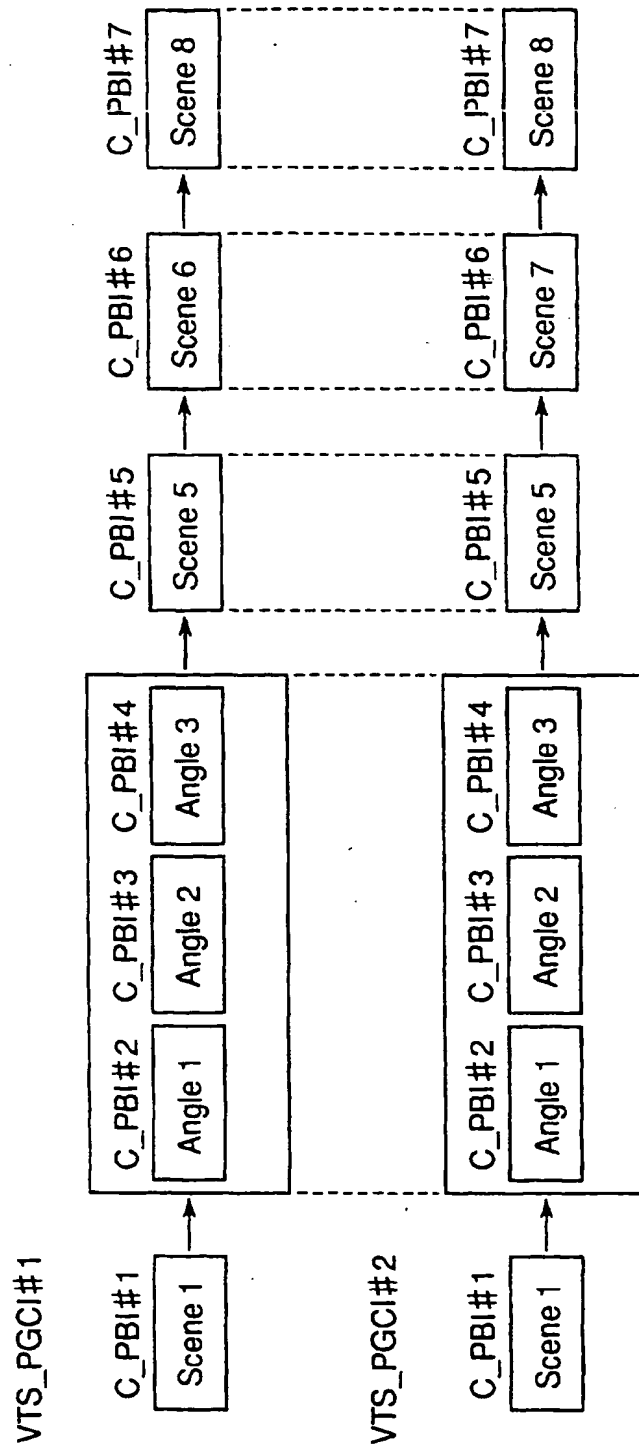 VTS_PGCI#1
C_PBI#1
Scene 1
C_PBI#2
Angle 1
C_PBI#3
Angle 2
C_PBI#4
Angle 3
C_PBI#5
Scene 5
C_PBI#6
Scene 6
C_PBI#7
Scene 8
VTS_PGCI#2
C_PBI#1
Scene 1
C_PBI#2
Angle 1
C_PBI#3
Angle 2
C_PBI#4
Angle 3
C_PBI#5
Scene 5
C_PBI#6
Scene 7
C_PBI#7
Scene 8